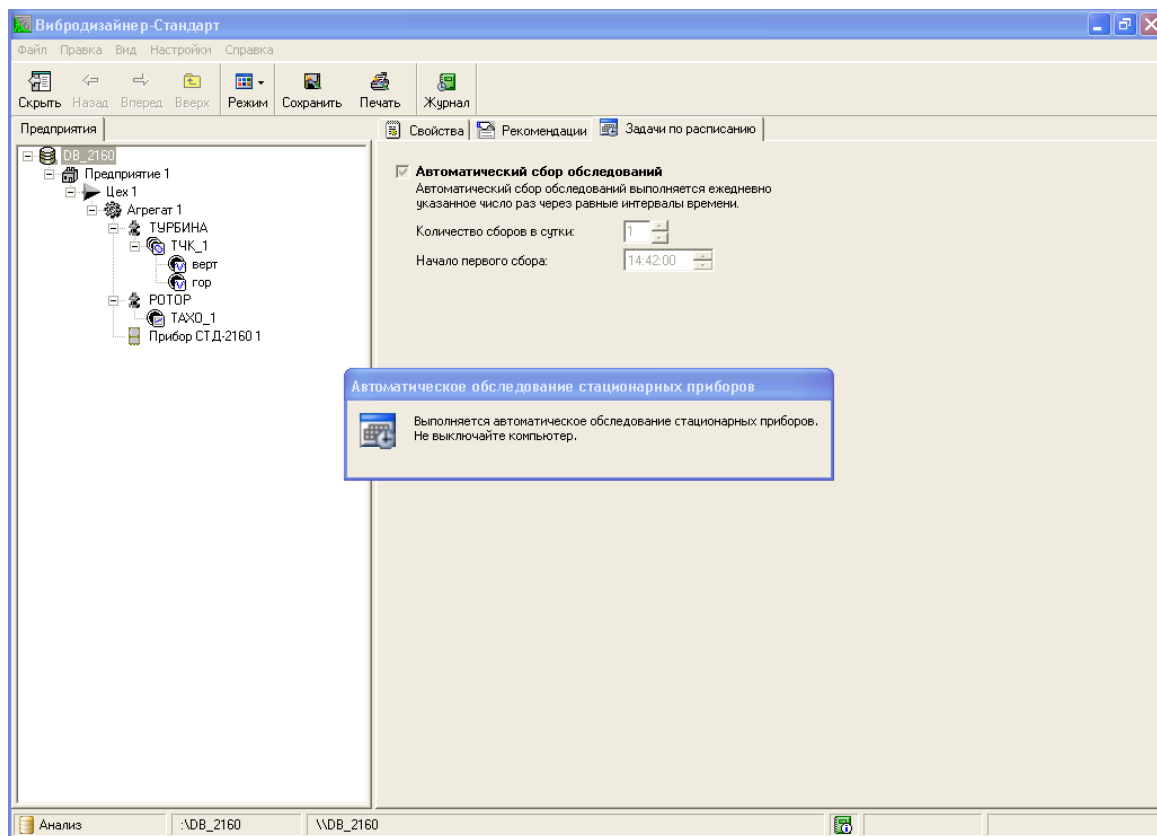 Вибродизайнер-Стандарт
Файл Правка Вид Настройки Справка
Скрыть Назад Вперед Вверх Режим Сохранить Печать Журнал
Предприятия
Свойства Рекомендации Задачи по расписанию
DB_2160
Предприятие 1
Цех 1
Агрегат 1
ТУРБИНА
ТЧК_1
верт
гор
РОТОР
ТАХО_1
Прибор СТД-2160 1
Автоматический сбор обследований
Автоматический сбор обследований выполняется ежедневно
указанное число раз через равные интервалы времени.
Количество сборов в сутки: 1
Начало первого сбора: 14:42:00
Автоматическое обследование стационарных приборов
Выполняется автоматическое обследование стационарных приборов.
Не выключайте компьютер.
Анализ :\DB_2160 \\DB_2160